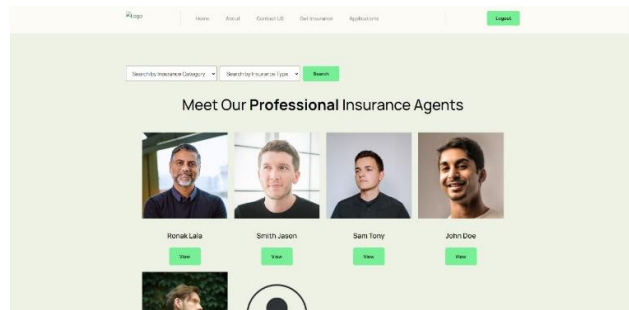 Logo
Home About Contact US Get Insurance Applications Logout
Search by Insurance Category Search by Insurance Type Search
Meet Our Professional Insurance Agents
Ronak Lala Smith Jason Sam Tony John Doe
View View View View